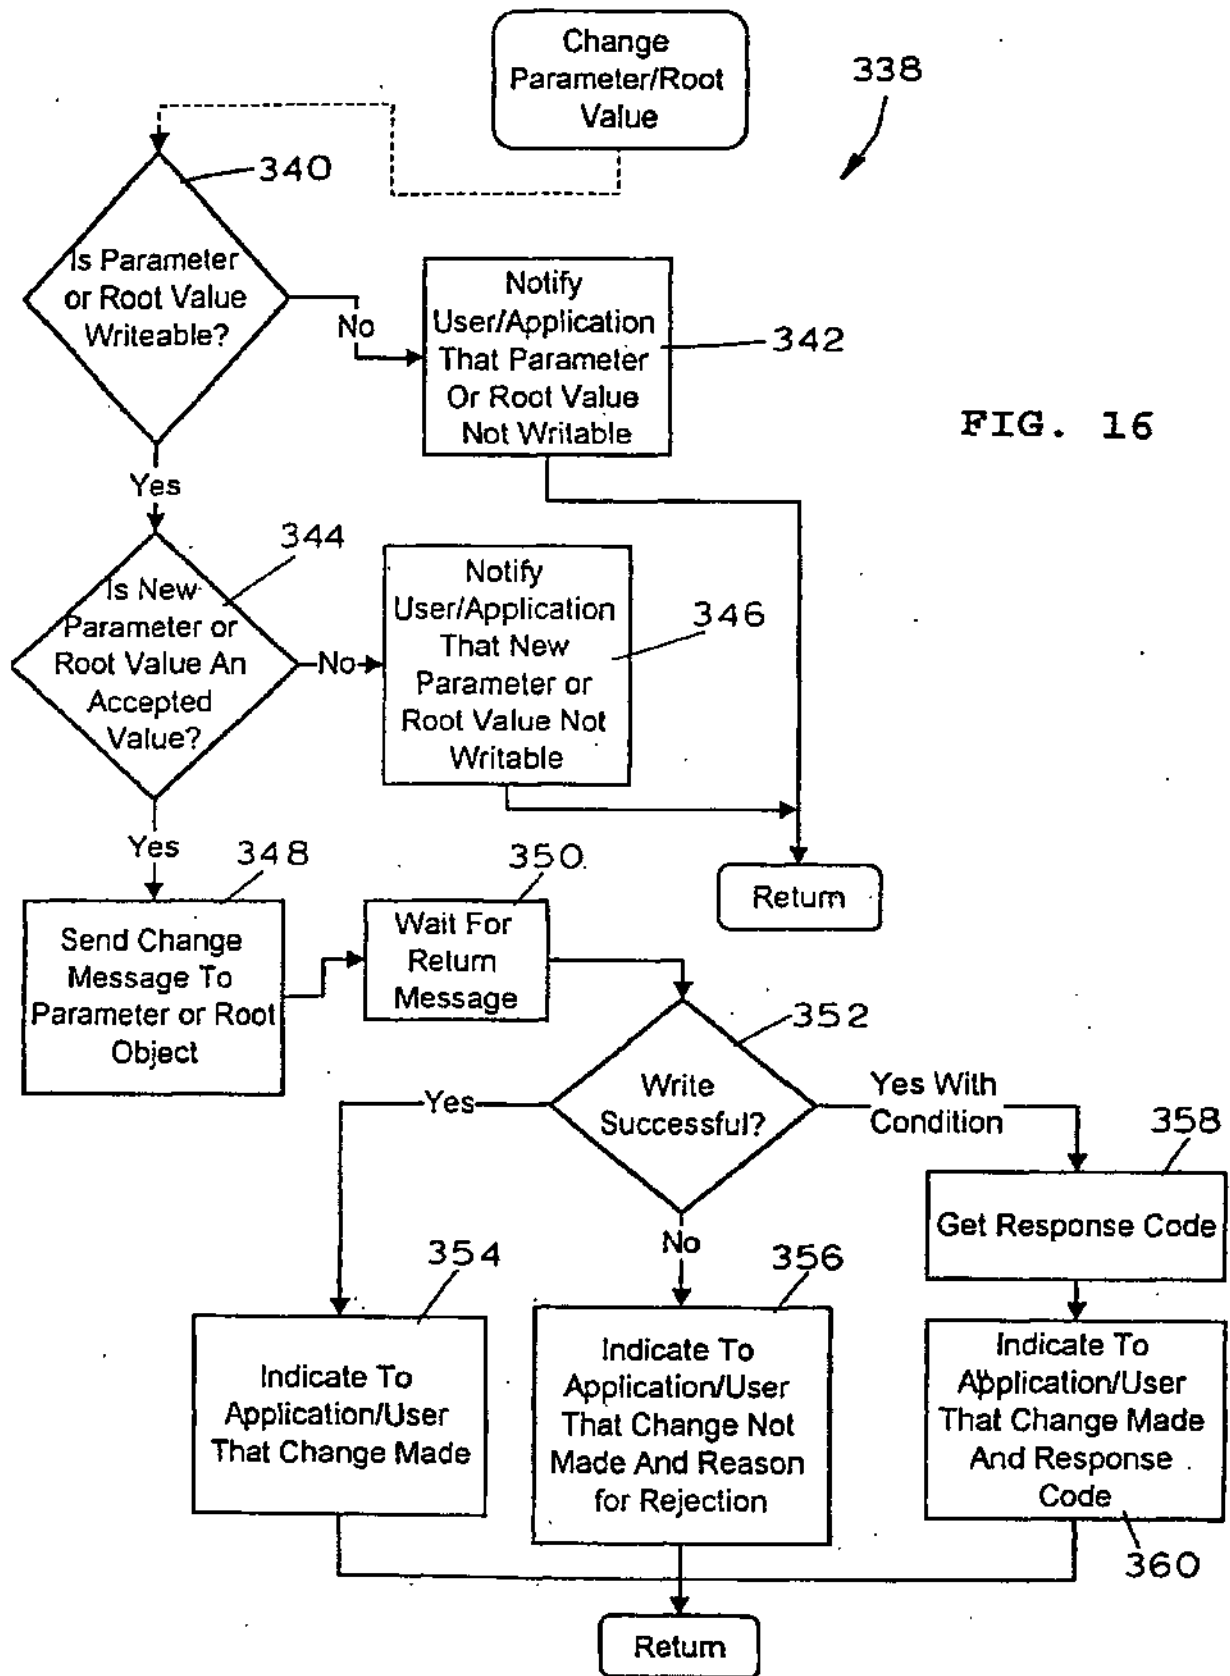 Change
Parameter/Root
Value
338
340
Is Parameter
or Root Value
Writeable?
No
Notify
User/Application
That Parameter
Or Root Value
Not Writable
342
FIG. 16
Yes
344
Is New
Parameter or
Root Value An
Accepted
Value?
No
Notify
User/Application
That New
Parameter or
Root Value Not
Writable
346
Yes
348
350
Return
Send Change
Message To
Parameter or Root
Object
Wait For
Return
Message
352
Write
Successful?
Yes
Yes With
Condition
358
Get Response Code
No
354
356
Indicate To
Application/User
That Change Made
Indicate To
Application/User
That Change Not
Made And Reason
for Rejection
Indicate To
Application/User
That Change Made
And Response
Code
360
Return